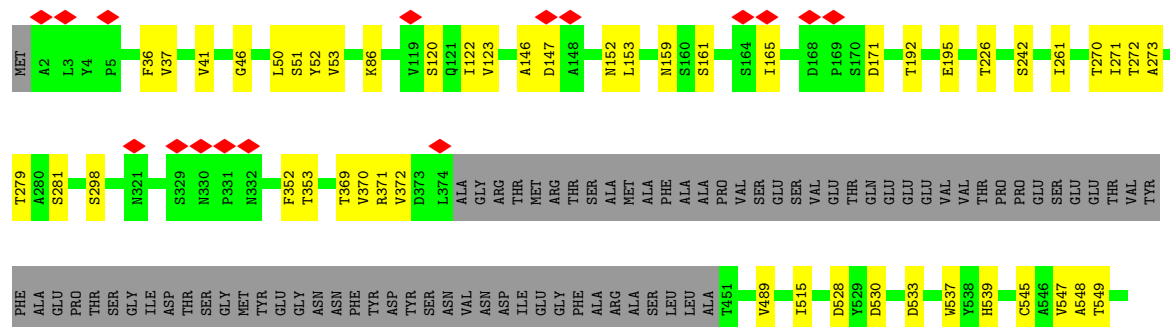 MET A2 L3 Y4 P5 F36 V37 V41 G46 L50 S51 Y52 V53 K86 V119 S120 Q121 I122 V123 A146 D147 A148 N152 L153 N159 S160 S161 S164 I165 D168 P169 S170 D171 T192 E195 T226 S242 I261 T270 I271 T272 A273
T279 A280 S281 S298 N321 S329 N330 P331 N332 F352 T353 T369 V370 R371 V372 D373 L374 ALA GLY ARG THR MET ARG THR SER ALA MET ALA PHE ALA ALA PRO VAL SER GLU SER VAL GLU THR GLN GLU GLU GLU VAL VAL THR PRO PRO GLU SER GLU GLU THR VAL TYR
PHE ALA GLU PRO THR SER GLY ILE ASP THR SER GLY MET TYR GLU GLY ASN ASN PHE TYR ASP TYR SER ASN VAL ASN ASP ILE GLU GLY PHE ALA ARG ALA SER LEU LEU ALA T451 V489 I515 D528 Y529 D530 D533 W537 Y538 H539 C545 A546 V547 A548 T549